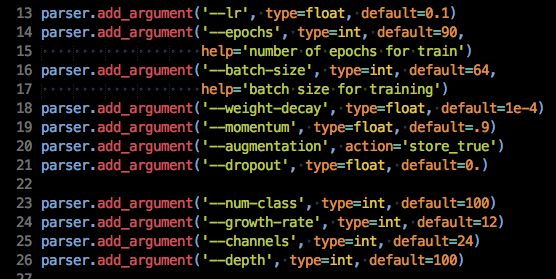 13 parser.add_argument('--lr', type=float, default=0.1)
14 parser.add_argument('--epochs', type=int, default=90,
15                     help='number of epochs for train')
16 parser.add_argument('--batch-size', type=int, default=64,
17                     help='batch size for training')
18 parser.add_argument('--weight-decay', type=float, default=1e-4)
19 parser.add_argument('--momentum', type=float, default=.9)
20 parser.add_argument('--augmentation', action='store_true')
21 parser.add_argument('--dropout', type=float, default=0.)
22
23 parser.add_argument('--num-class', type=int, default=100)
24 parser.add_argument('--growth-rate', type=int, default=12)
25 parser.add_argument('--channels', type=int, default=24)
26 parser.add_argument('--depth', type=int, default=100)